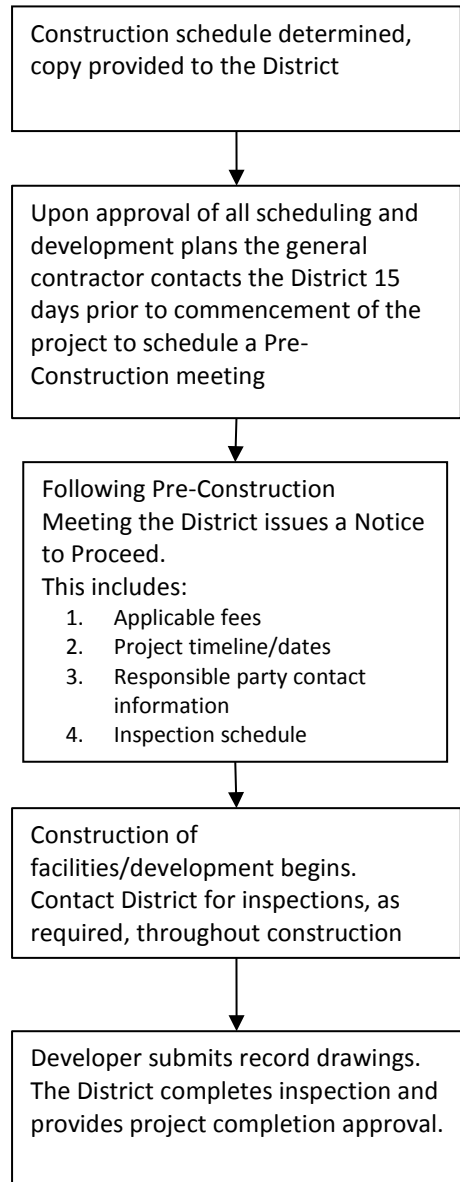 Construction schedule determined,
copy provided to the District
Upon approval of all scheduling and
development plans the general
contractor contacts the District 15
days prior to commencement of the
project to schedule a Pre-
Construction meeting
Following Pre-Construction
Meeting the District issues a Notice
to Proceed.
This includes:
1. Applicable fees
2. Project timeline/dates
3. Responsible party contact
information
4. Inspection schedule
Construction of
facilities/development begins.
Contact District for inspections, as
required, throughout construction
Developer submits record drawings.
The District completes inspection and
provides project completion approval.